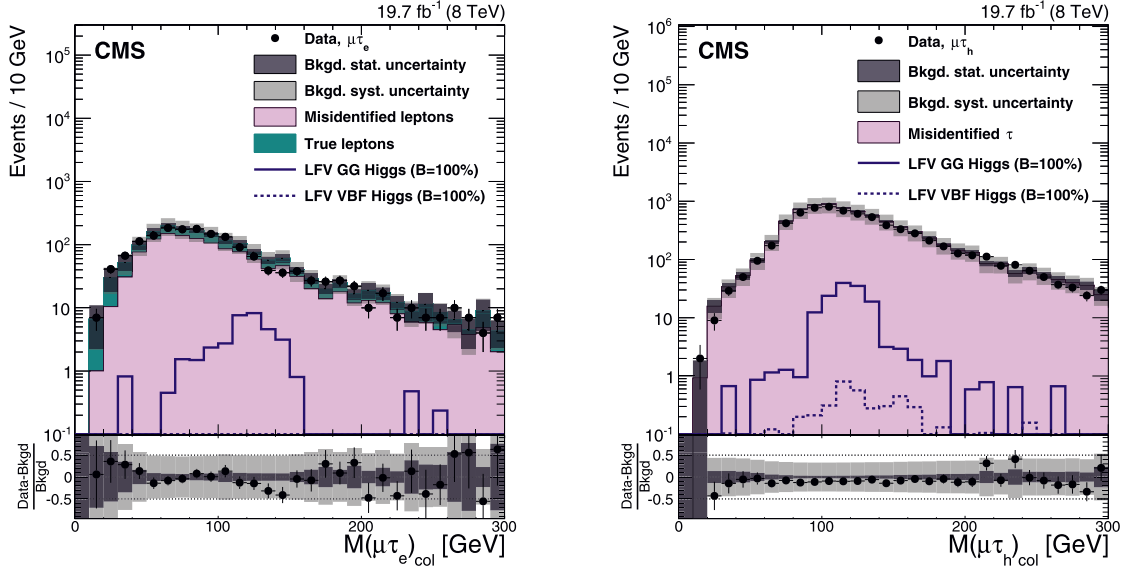 19.7 fb⁻¹ (8 TeV)
CMS
Data, μτₑ
Bkgd. stat. uncertainty
Bkgd. syst. uncertainty
Misidentified leptons
True leptons
LFV GG Higgs (B=100%)
LFV VBF Higgs (B=100%)
Events / 10 GeV
10⁵
10⁴
10³
10²
10
1
10⁻¹
Data-Bkgd
Bkgd
0.5
0
-0.5
0 100 200 300
M(μτₑ)col [GeV]
19.7 fb⁻¹ (8 TeV)
CMS
Data, μτₕ
Bkgd. stat. uncertainty
Bkgd. syst. uncertainty
Misidentified τ
LFV GG Higgs (B=100%)
LFV VBF Higgs (B=100%)
Events / 10 GeV
10⁶
10⁵
10⁴
10³
10²
10
1
10⁻¹
Data-Bkgd
Bkgd
0.5
0
-0.5
0 100 200 300
M(μτₕ)col [GeV]